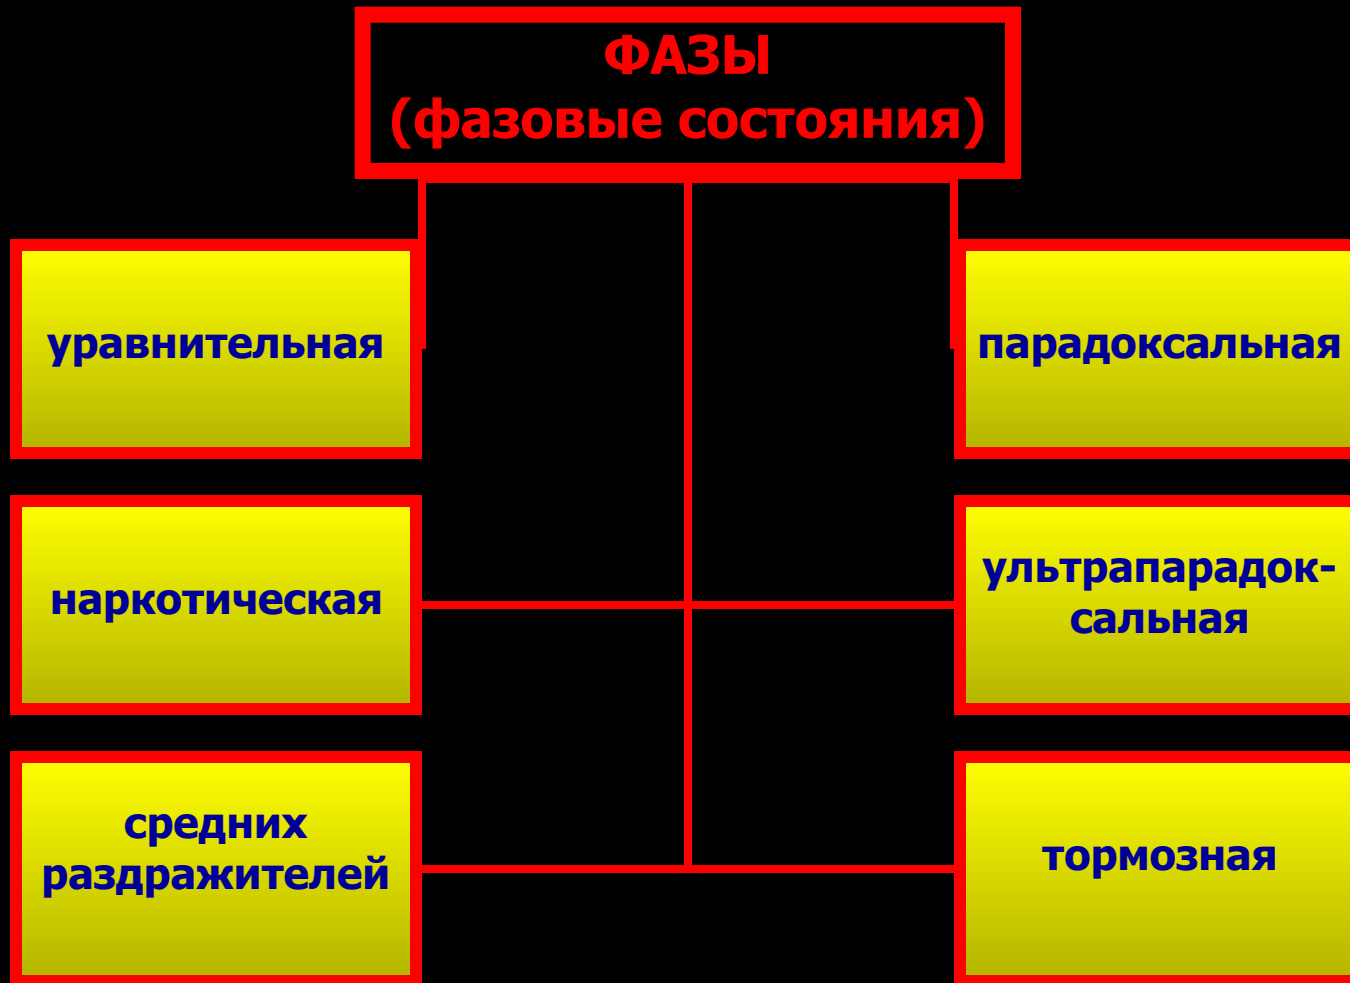 ФАЗЫ
(фазовые состояния)
уравнительная
парадоксальная
наркотическая
ультрапарадок-
сальная
средних
раздражителей
тормозная